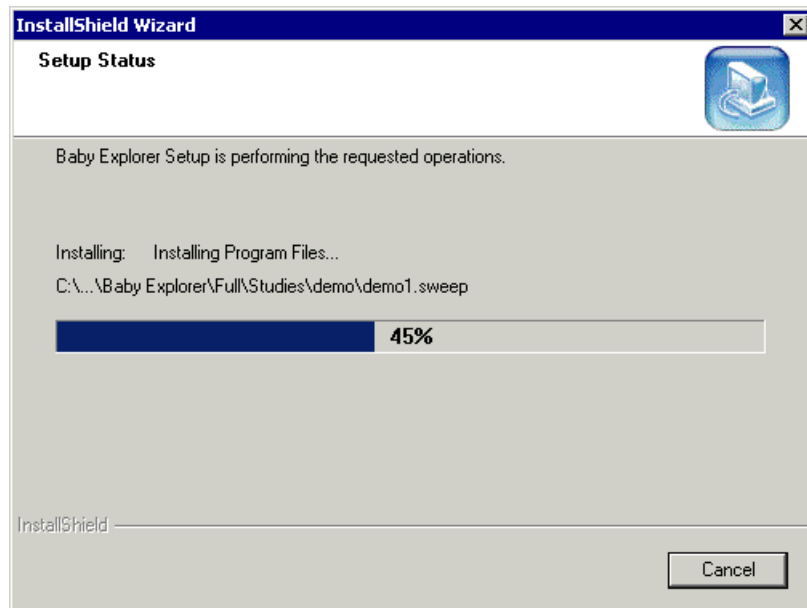 InstallShield Wizard
Setup Status
Baby Explorer Setup is performing the requested operations.
Installing: Installing Program Files...
C:\...\Baby Explorer\Full\Studies\demo\demo1.sweep
45%
InstallShield
Cancel